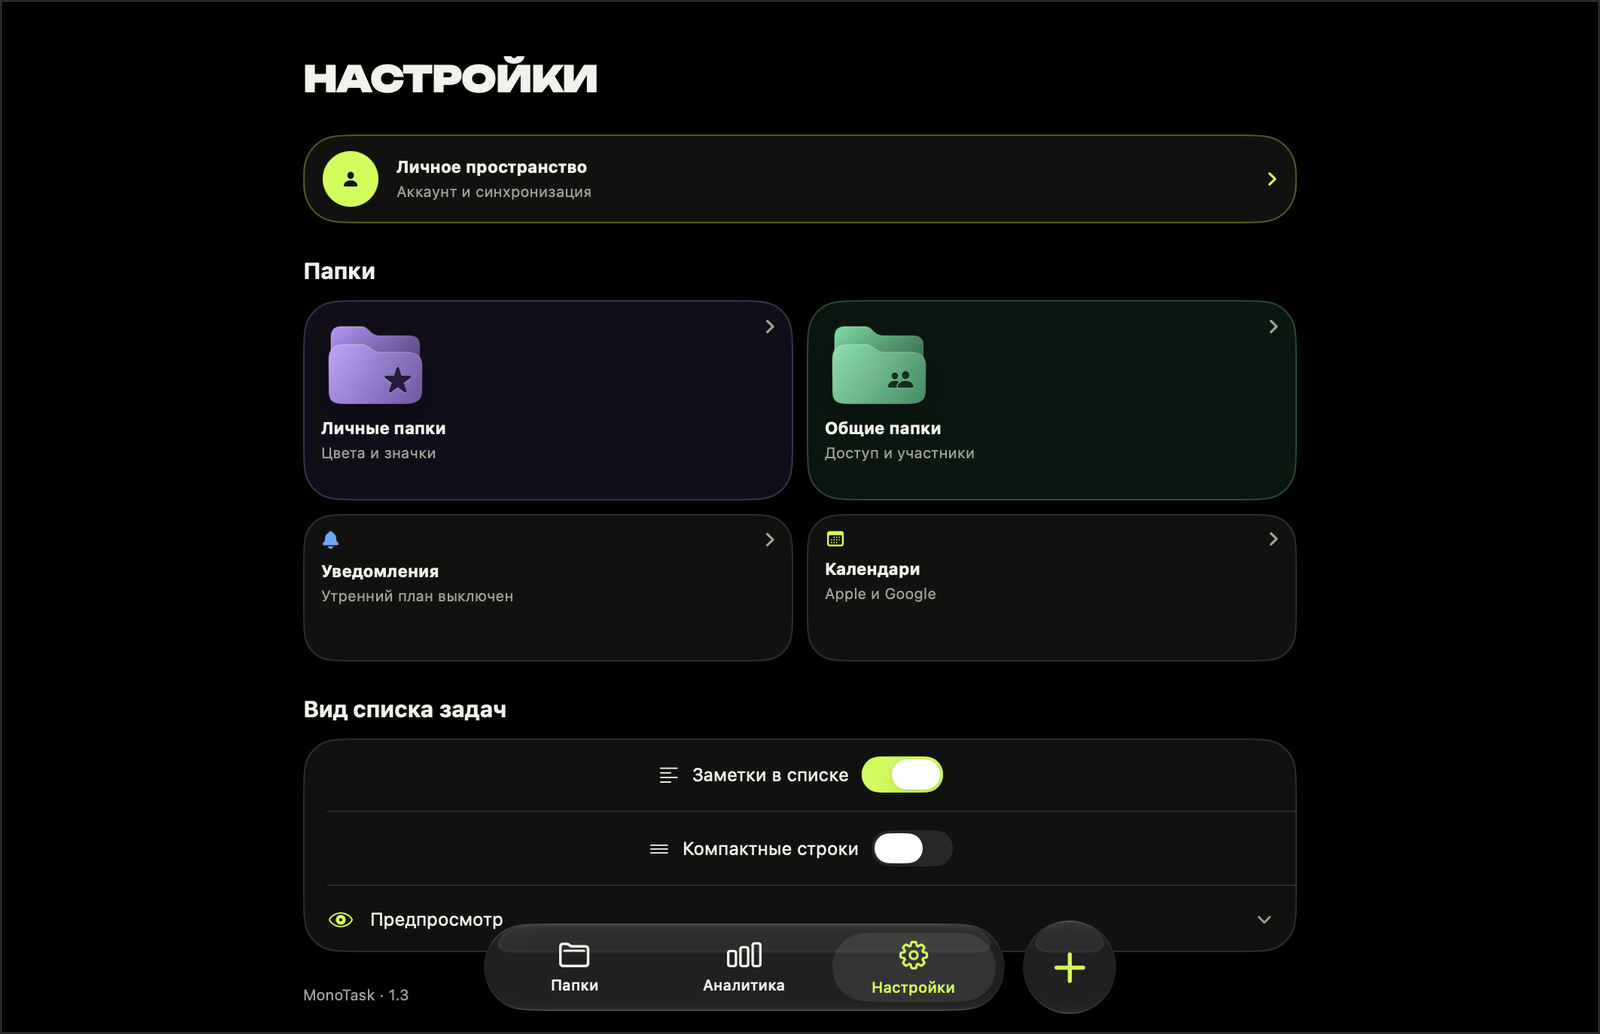 НАСТРОЙКИ
Личное пространство
Аккаунт и синхронизация
Папки
Личные папки
Цвета и значки
Общие папки
Доступ и участники
Уведомления
Утренний план выключен
Календари
Apple и Google
Вид списка задач
Заметки в списке
Компактные строки
Предпросмотр
Папки
Аналитика
Настройки
MonoTask · 1.3